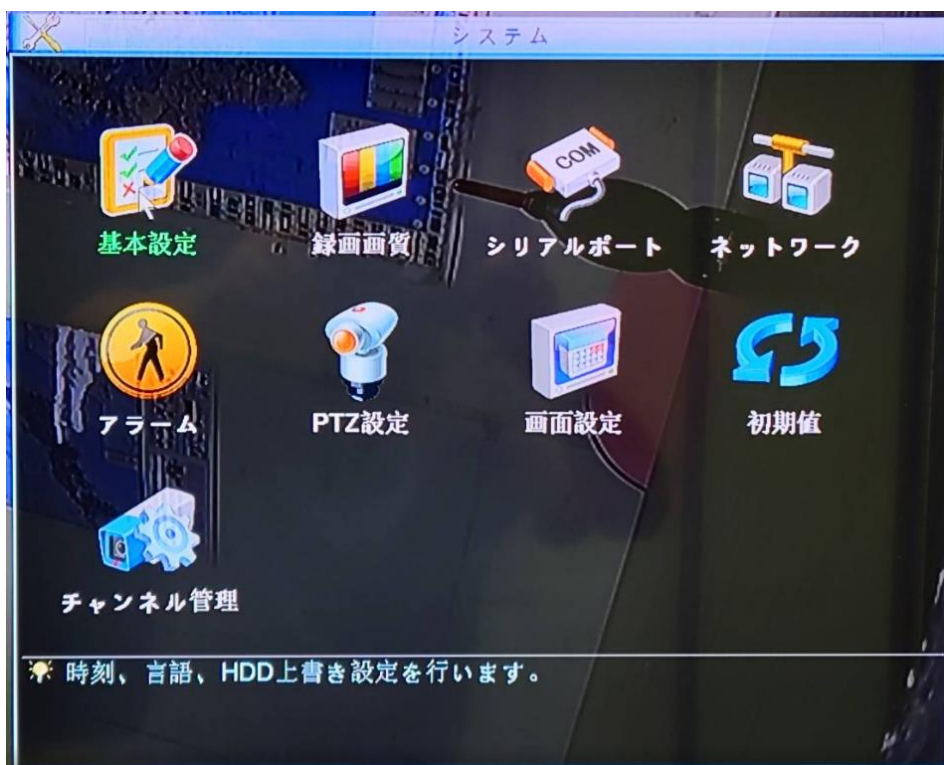 システム
基本設定
録画画質
COM
シリアルポート
ネットワーク
アラーム
PTZ設定
画面設定
初期値
チャンネル管理
時刻、言語、HDD上書き設定を行います。